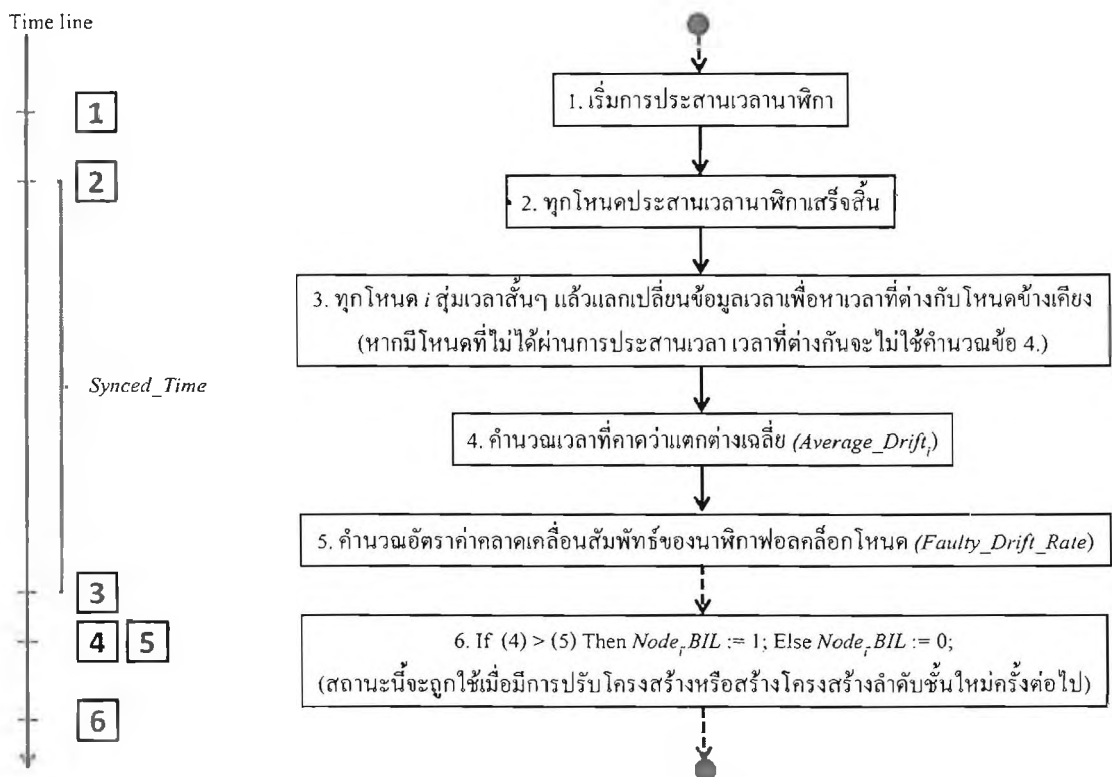 Time line
1
2
Synced_Time
3
4 5
6
1. เริ่มการประสานเวลานาฬิกา
2. ทุกโหนดประสานเวลานาฬิกาเสร็จสิ้น
3. ทุกโหนด i สุ่มเวลาสั้นๆ แล้วแลกเปลี่ยนข้อมูลเวลาเพื่อหาเวลาที่ต่างกับโหนดข้างเคียง
(หากมีโหนดที่ไม่ได้ผ่านการประสานเวลา เวลาที่ต่างกันจะไม่ใช้คำนวณข้อ 4.)
4. คำนวณเวลาที่คาดว่าแตกต่างเฉลี่ย (Average_Drift_i)
5. คำนวณอัตราค่าคลาดเคลื่อนสัมพัทธ์ของนาฬิกาฟอลคล็อกโหนด (Faulty_Drift_Rate)
6. If (4) > (5) Then Node_i.BIL := 1; Else Node_i.BIL := 0;
(สถานะนี้จะถูกใช้เมื่อมีการปรับโครงสร้างหรือสร้างโครงสร้างลำดับชั้นใหม่ครั้งต่อไป)